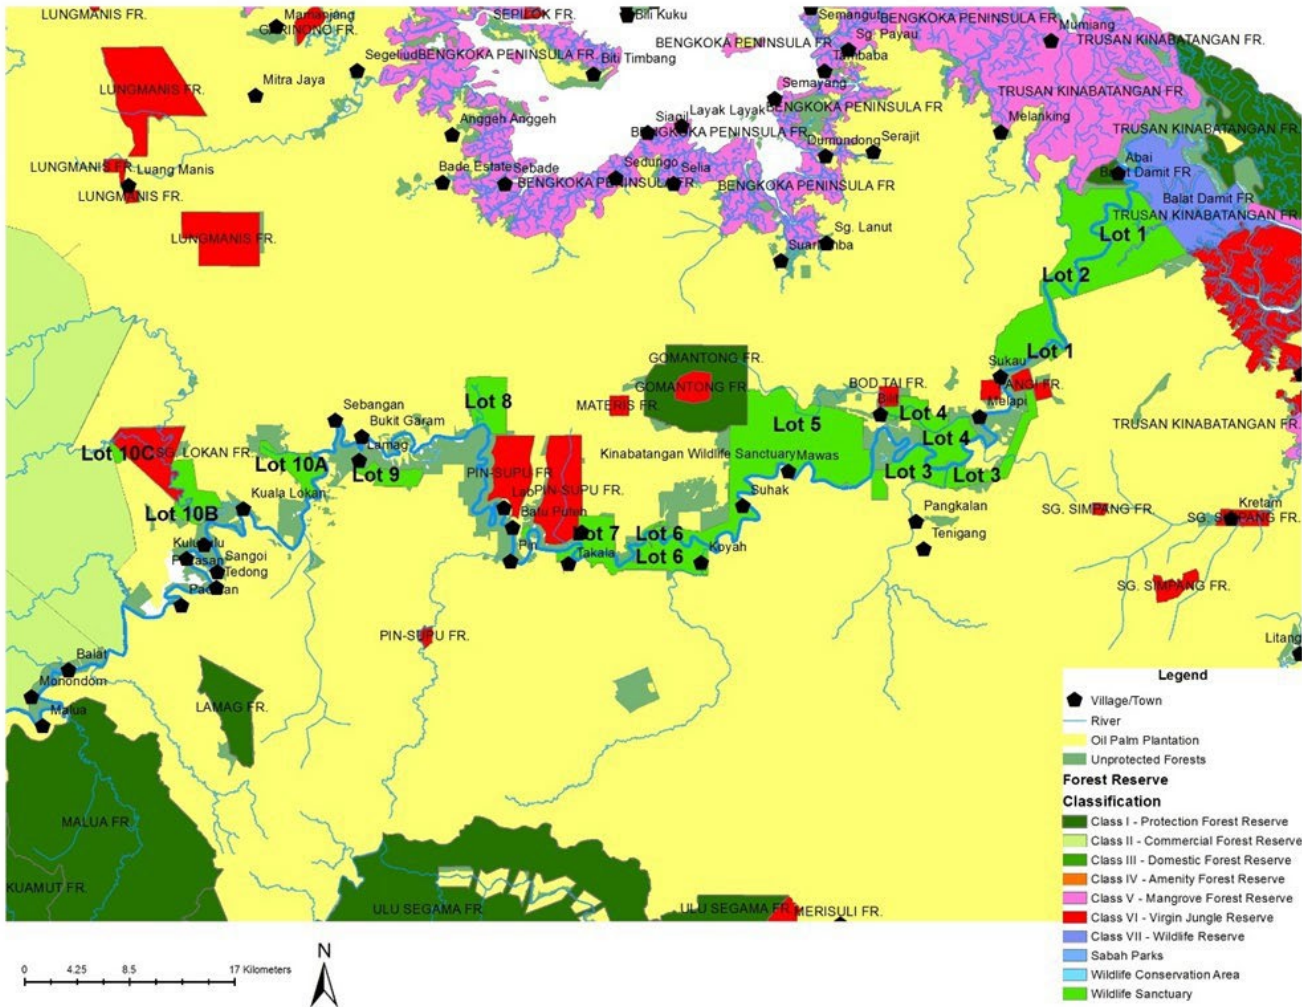 LUNGMANIS FR.
Mamanjang
GARINONO FR.
SEPILOK FR.
Bili Kuku
Semangut
BENGKOKA PENINSULA FR.
Mumiang
TRUSAN KINABATANGAN FR.
Segeliud
BENGKOKA PENINSULA FR.
Biti Timbang
BENGKOKA PENINSULA FR
Sg. Payau
Tambaba
Mitra Jaya
LUNGMANIS FR.
Semayang
BENGKOKA PENINSULA FR
TRUSAN KINABATANGAN FR
Anggeh Anggeh
Siagil
Layak Layak
BENGKOKA PENINSULA FR.
Dumundong
Serajit
Melanking
TRUSAN KINABATANGAN FR.
LUNGMANIS FR.
Luang Manis
LUNGMANIS FR.
Bade Estate
Sebade
BENGKOKA PENINSULA FR.
Sedungo
Selia
BENGKOKA PENINSULA FR
Abai
Balat Damit FR
Balat Damit FR
TRUSAN KINABATANGAN FR
LUNGMANIS FR.
Sg. Lanut
Lot 1
Lot 2
GOMANTONG FR.
GOMANTONG FR.
Lot 1
Sukau
BOD TAI FR.
Bilit
MATERIS FR.
Melapi
Lot 8
Sebangan
Bukit Garam
Lamag
Lot 5
Lot 4
Lot 4
TRUSAN KINABATANGAN FR.
Lot 10C
SG. LOKAN FR.
Lot 10A
Lot 9
PIN-SUPU FR
PIN-SUPU FR.
Kinabatangan Wildlife Sanctuary
Mawas
Lot 3
Lot 3
Kuala Lokan
Lot 10B
Suhak
Batu Puteh
Pangkalan
Tenigang
SG. SIMPANG FR.
Kretam
SG. SIMPANG FR.
Sangoi
Tedong
Pin
Lot 7
Takala
Lot 6
Lot 6
Koyah
SG. SIMPANG FR.
PIN-SUPU FR.
Litang
Balat
Monondom
Malua
LAMAG FR.
MALUA FR.
KUAMUT FR.
ULU SEGAMA FR
ULU SEGAMA FR
MERISULI FR.
Legend
Village/Town
River
Oil Palm Plantation
Unprotected Forests
Forest Reserve
Classification
Class I - Protection Forest Reserve
Class II - Commercial Forest Reserve
Class III - Domestic Forest Reserve
Class IV - Amenity Forest Reserve
Class V - Mangrove Forest Reserve
Class VI - Virgin Jungle Reserve
Class VII - Wildlife Reserve
Sabah Parks
Wildlife Conservation Area
Wildlife Sanctuary
0 4.25 8.5 17 Kilometers
N